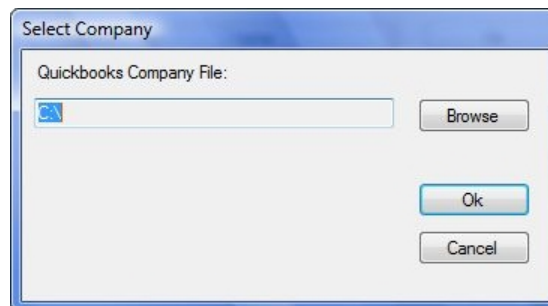 Select Company
Quickbooks Company File:
C:\
Browse
Ok
Cancel